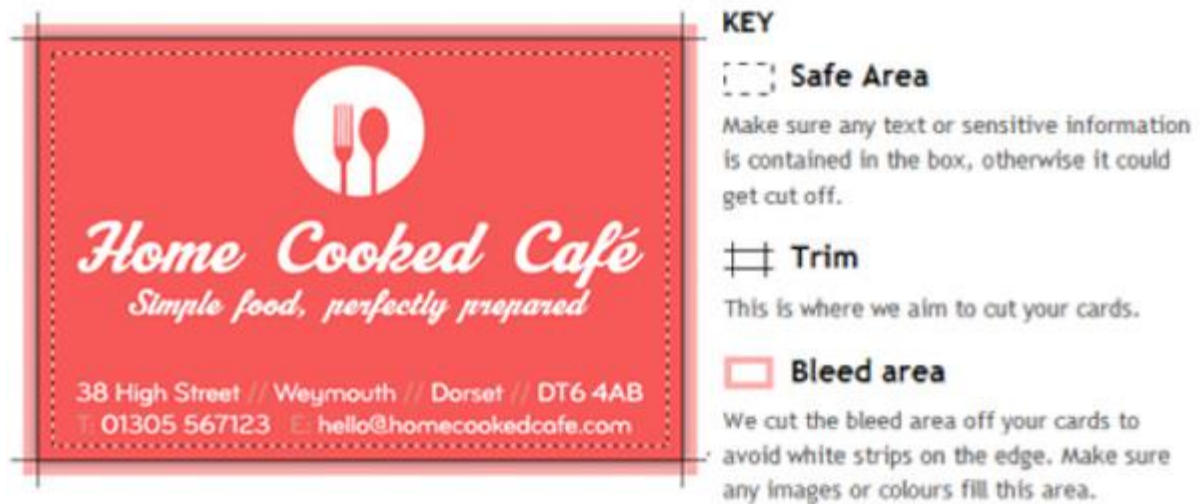 Home Cooked Café
Simple food, perfectly prepared
38 High Street // Weymouth // Dorset // DT6 4AB
T: 01305 567123 E: hello@homecookedcafe.com
KEY
Safe Area
Make sure any text or sensitive information
is contained in the box, otherwise it could
get cut off.
Trim
This is where we aim to cut your cards.
Bleed area
We cut the bleed area off your cards to
avoid white strips on the edge. Make sure
any images or colours fill this area.